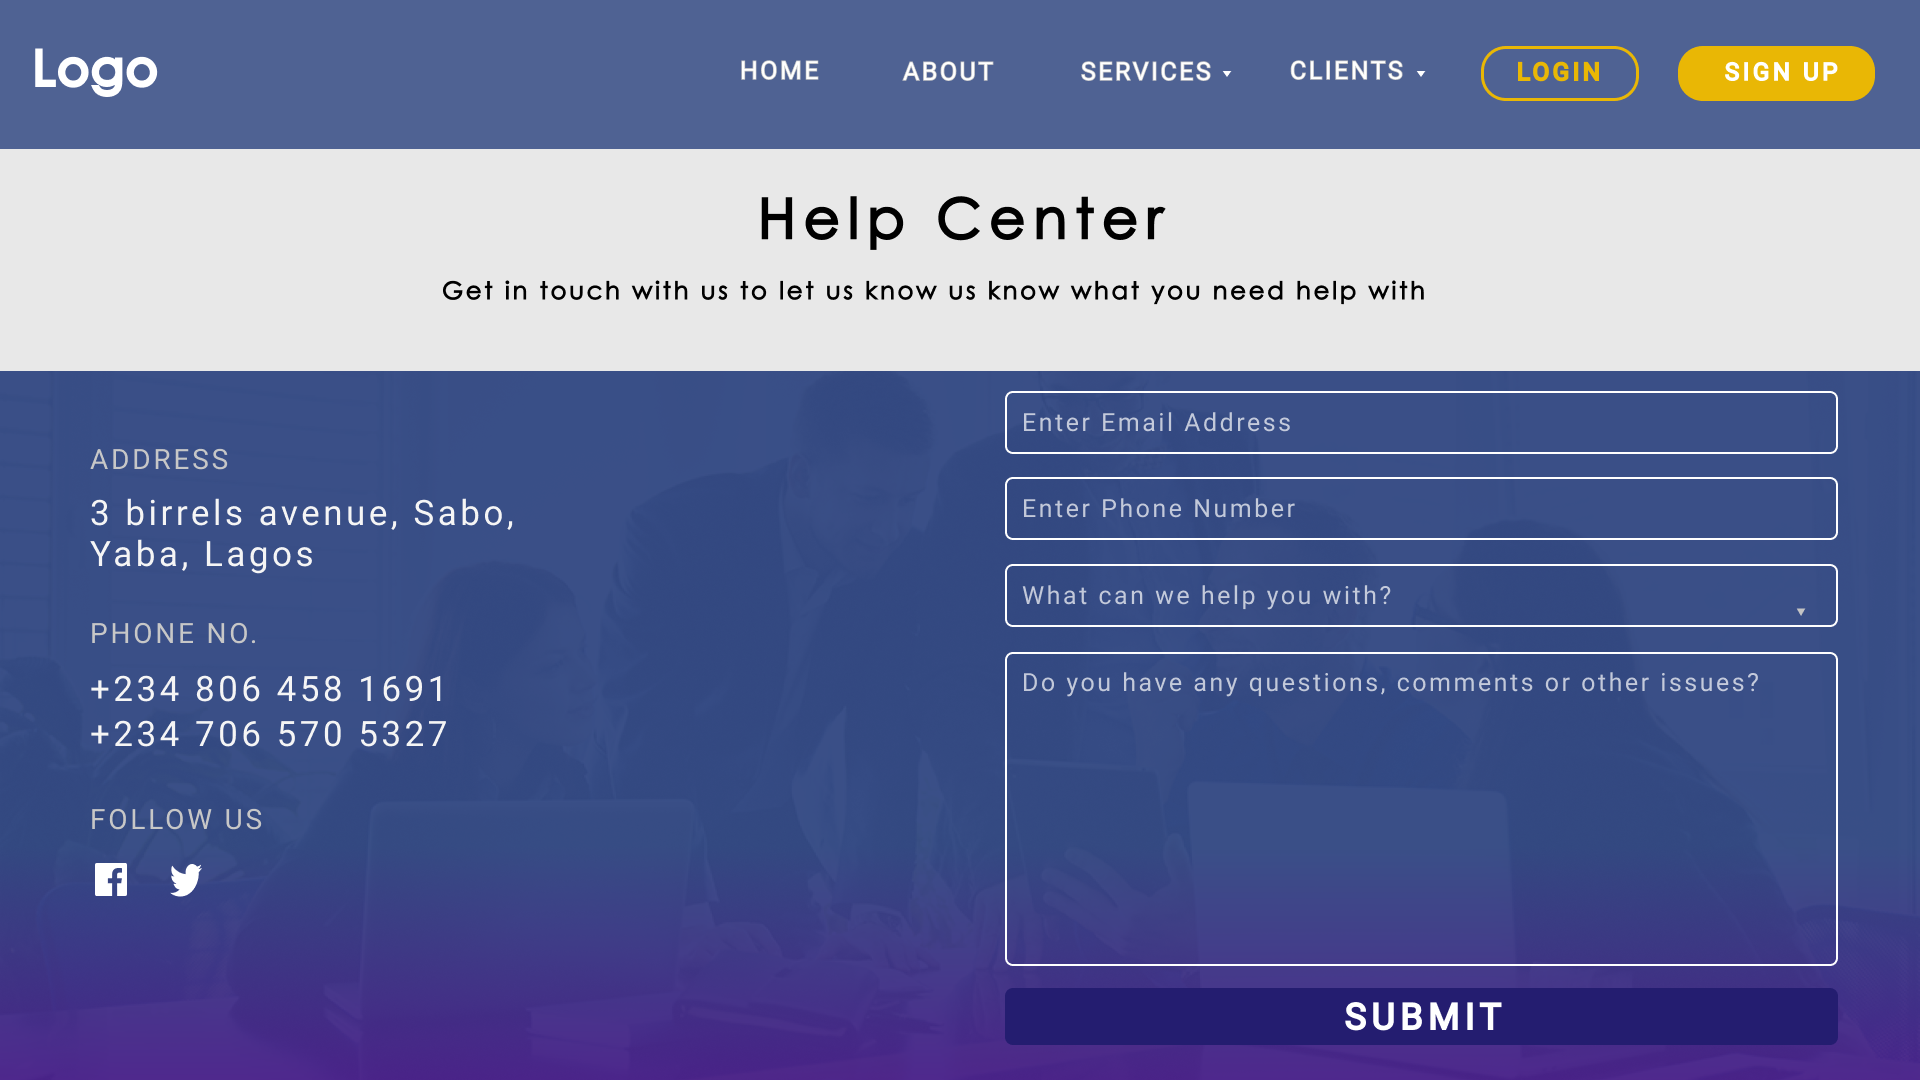 Logo
HOME
ABOUT
SERVICES
CLIENTS
LOGIN
SIGN UP
Help Center
Get in touch with us to let us know us know what you need help with
ADDRESS
3 birrels avenue, Sabo,
Yaba, Lagos
PHONE NO.
+234 806 458 1691
+234 706 570 5327
FOLLOW US
Enter Email Address
Enter Phone Number
What can we help you with?
Do you have any questions, comments or other issues?
SUBMIT